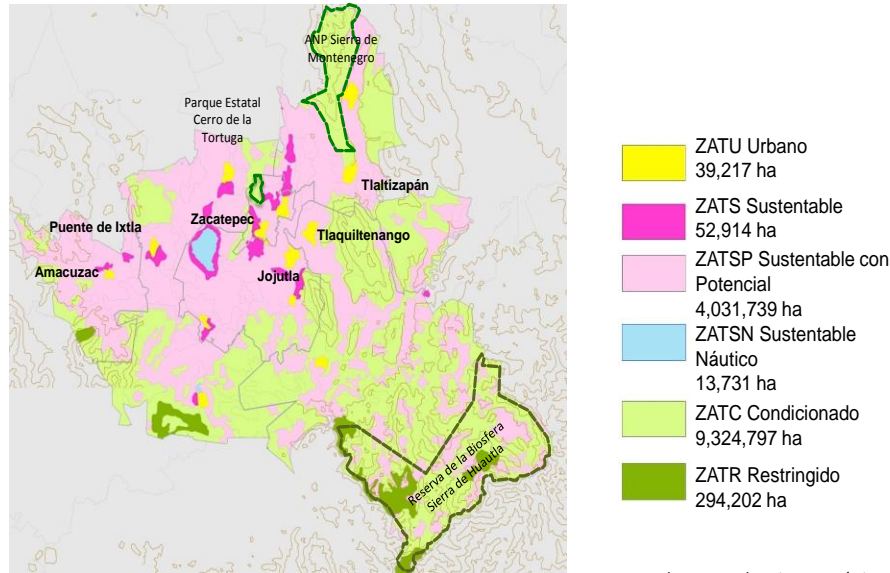 ANP Sierra de
Montenegro
Parque Estatal
Cerro de la
Tortuga
Tlaltizapán
Puente de Ixtla
Zacatepec
Tlaquiltenango
Amacuzac
Jojutla
Reserva de la Biosfera
Sierra de Huautla
ZATU Urbano
39,217 ha
ZATS Sustentable
52,914 ha
ZATSP Sustentable con
Potencial
4,031,739 ha
ZATSN Sustentable
Náutico
13,731 ha
ZATC Condicionado
9,324,797 ha
ZATR Restringido
294,202 ha